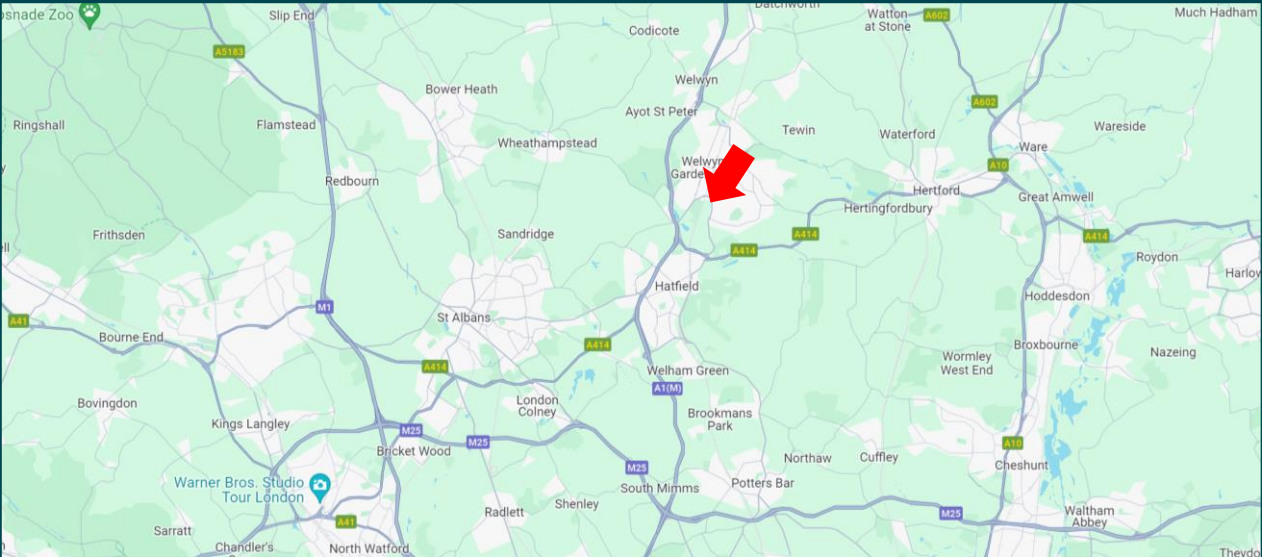 Slip End
Codicote
Watton
at Stone
A602
Much Hadham
A5183
Welwyn
Bower Heath
A602
Ayot St Peter
Ringshall
Flamstead
Wheathampstead
Tewin
Waterford
Wareside
Ware
A10
Redbourn
Hertford
Great Amwell
Hertingfordbury
Frithsden
Sandridge
A414
A414
A414
Roydon
Hatfield
Hoddesdon
M1
St Albans
A41
Bourne End
A414
Broxbourne
Nazeing
Wormley
West End
A414
Welham Green
A1(M)
London
Colney
Bovingdon
Brookmans
Park
Kings Langley
M25
M25
A10
Bricket Wood
Northaw
Cuffley
M25
Cheshunt
Warner Bros. Studio
Tour London
South Mimms
Potters Bar
Radlett
Shenley
M25
Waltham
Abbey
A41
Sarratt
Chandler's
North Watford